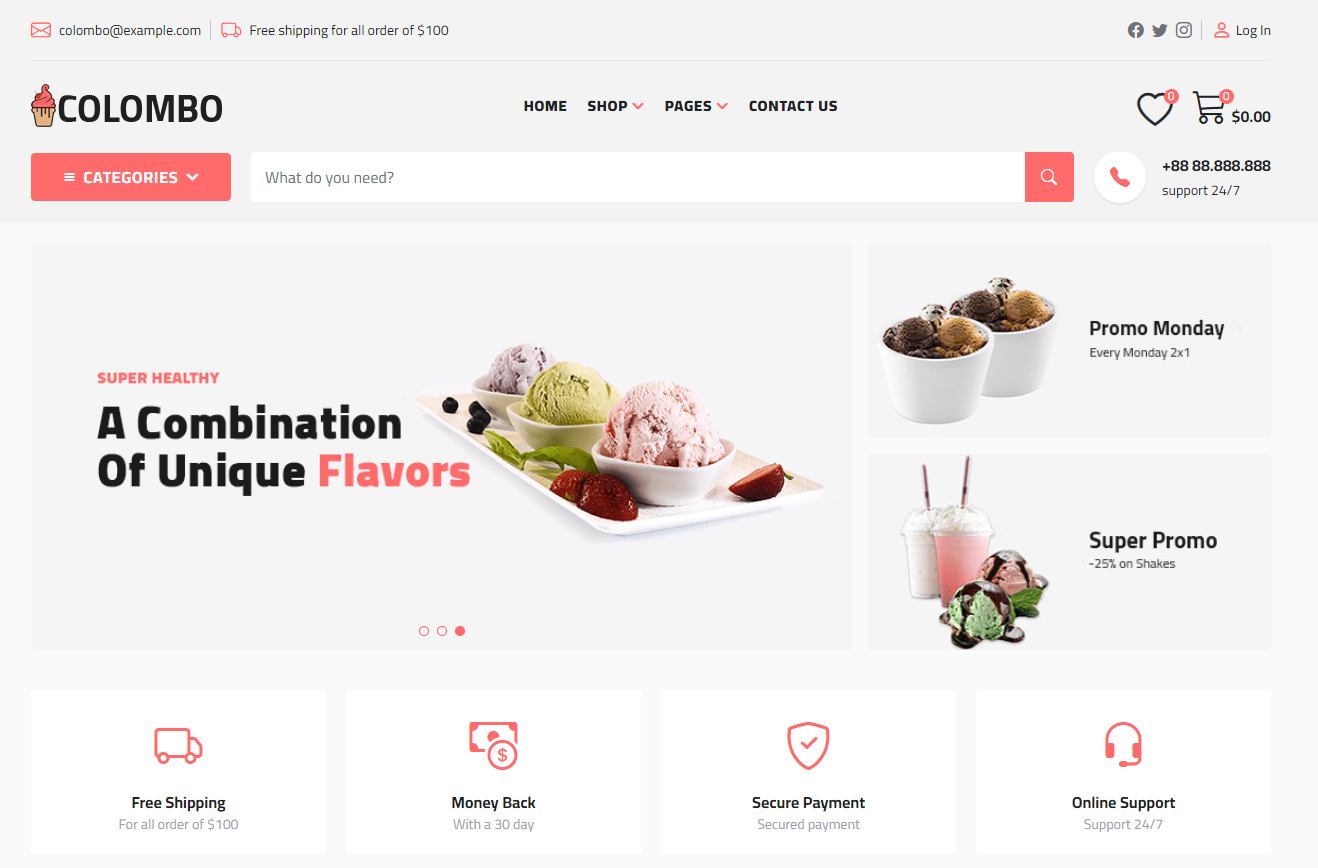 colombo@example.com
Free shipping for all order of $100
Log In
COLOMBO
HOME
SHOP
PAGES
CONTACT US
0
0
$0.00
CATEGORIES
What do you need?
+88 88.888.888
support 24/7
SUPER HEALTHY
A Combination
Of Unique Flavors
Promo Monday
Every Monday 2x1
Super Promo
-25% on Shakes
Free Shipping
For all order of $100
$
Money Back
With a 30 day
Secure Payment
Secured payment
Online Support
Support 24/7